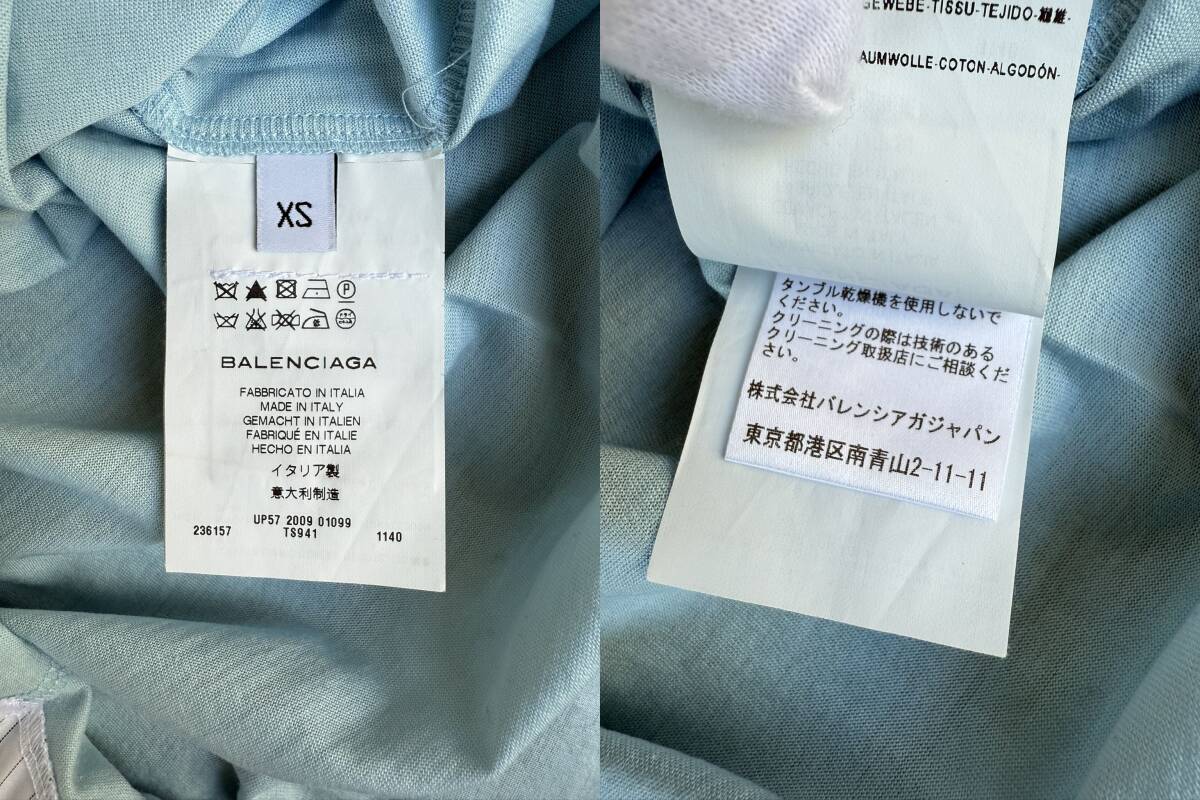 XS
P
BALENCIAGA
FABBRICATO IN ITALIA
MADE IN ITALY
GEMACHT IN ITALIEN
FABRIQUÉ EN ITALIE
HECHO EN ITALIA
イタリア製
意大利制造
UP57 2009 01099
236157 TS941 1140
GEWEBE-TISSU-TEJIDO-繊維-
AUMWOLLE-COTON-ALGODÓN-
タンブル乾燥機を使用しないで
ください。
クリーニングの際は技術のある
クリーニング取扱店にご相談くだ
さい。
株式会社バレンシアガジャパン
東京都港区南青山2-11-11